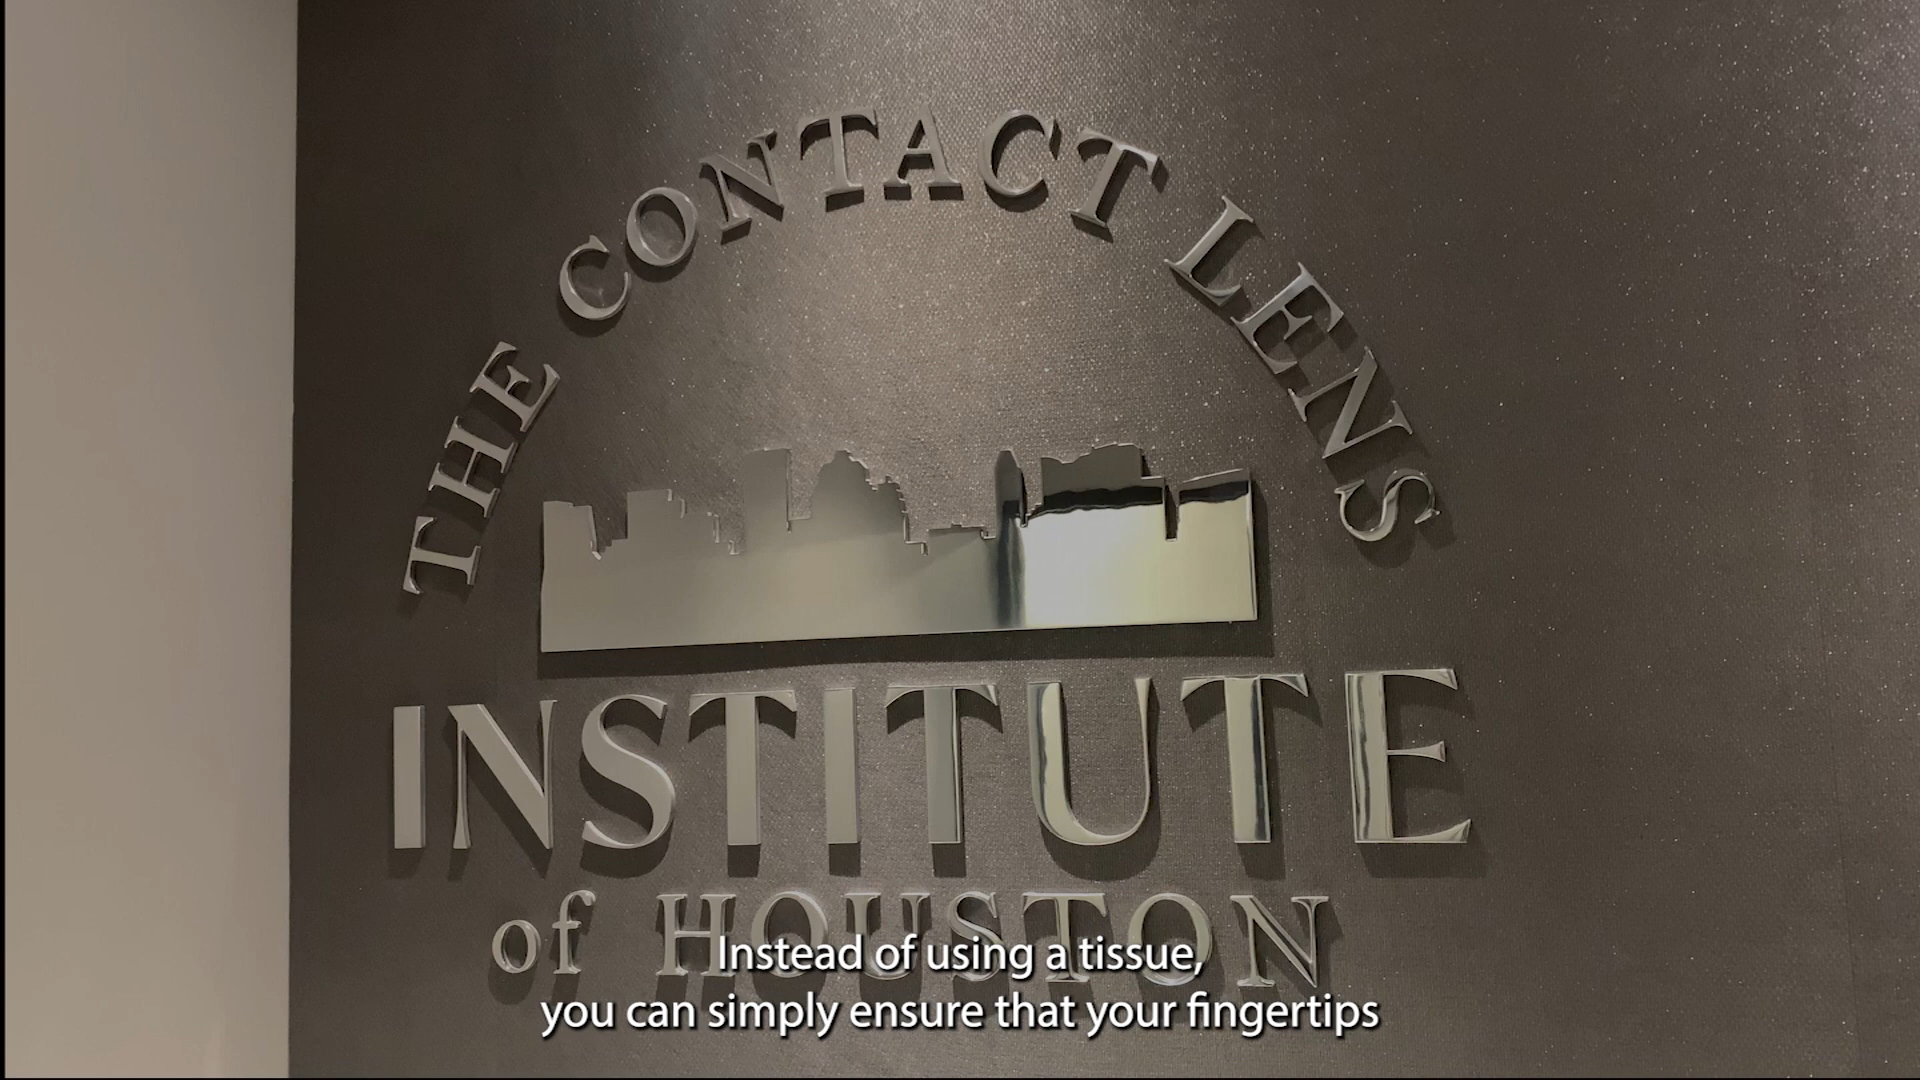 THE CONTACT LENS
INSTITUTE
of HOUSTON
Instead of using a tissue,
you can simply ensure that your fingertips